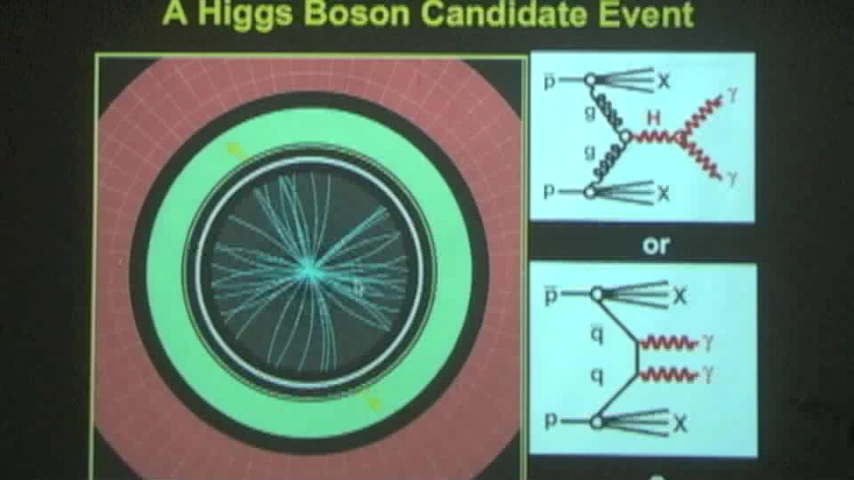 A Higgs Boson Candidate Event
p̅ X
g H γ
g γ
p X
or
p̅ X
q̅ γ
q γ
p X